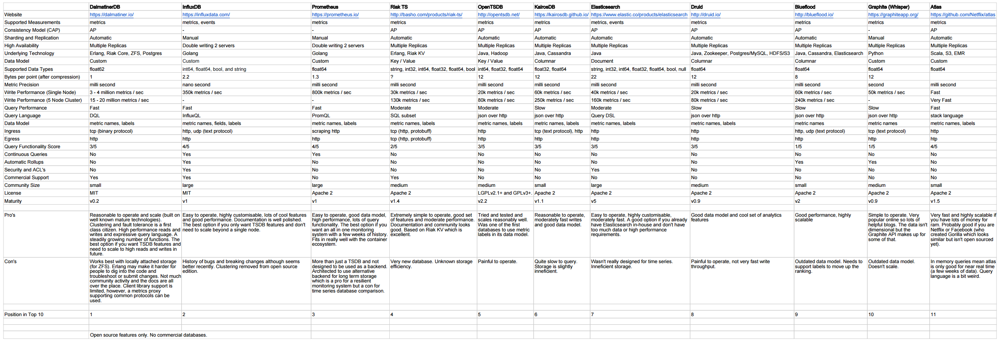 DalmatinerDB InfluxDB Prometheus Riak TS OpenTSDB KairosDB Elasticsearch Druid Blueflood Graphite (Whisper) Atlas
Website https://dalmatiner.io/ https://influxdata.com/ https://prometheus.io/ http://basho.com/products/riak-ts/ http://opentsdb.net/ https://kairosdb.github.io/ https://www.elastic.co/products/elasticsearch http://druid.io/ http://blueflood.io/ https://graphiteapp.org/ https://github.com/Netflix/atlas
Supported Measurements metrics metrics, events metrics metrics metrics metrics metrics, events metrics metrics metrics metrics
Consistency Model (CAP) AP - - AP AP AP AP AP AP - AP
Sharding and Replication Automatic Manual Manual Automatic Automatic Automatic Automatic Automatic Automatic Manual Automatic
High Availability Multiple Replicas Double writing 2 servers Double writing 2 servers Multiple Replicas Multiple Replicas Multiple Replicas Multiple Replicas Multiple Replicas Multiple Replicas Multiple Replicas Multiple Replicas
Underlying Technology Erlang, Riak Core, ZFS, Postgres Golang Golang Erlang, Riak KV Java, Hadoop Java, Cassandra Java Java, Zookeeper, Postgres/MySQL, HDFS/S3 Java, Cassandra, Elasticsearch Python Scala, S3, EMR
Data Model Custom Custom Custom Key / Value Key / Value Columnar Document Columnar Columnar Custom Custom
Supported Data Types float62 int64, float64, bool, and string float64 string, int32, int64, float32, float64, bool int64, float32, float64 float32, float64 string, int32, int64, float32, float64, bool, null float64 float64 float64 float64
Bytes per point (after compression) 1 2.2 1.3 ? 12 12 22 12 8 12
Metric Precision milli second nano second milli second milli second milli second milli second milli second milli second milli second second milli second
Write Performance (Single Node) 3 - 4 million metrics / sec 350k metrics / sec 800k metrics / sec 30k metrics / sec 20k metrics / sec 60k metrics / sec 40k metrics / sec 20k metrics / sec 60k metrics / sec 50k metrics / sec Fast
Write Performance (5 Node Cluster) 15 - 20 million metrics / sec - - 130k metrics / sec 80k metrics / sec 250k metrics / sec 160k metrics / sec 80k metrics / sec 240k metrics / sec - Very Fast
Query Performance Fast Fast Fast Moderate Moderate Slow Moderate Slow Slow Slow Fast
Query Language DQL InfluxQL PromQL SQL subset json over http json over http Query DSL json over http json over http json over http stack language
Data Model metric names, labels metric names, fields, labels metric names, labels metric names, labels metric names, labels metric names, labels metric names, labels metric names, labels metric names metric names metric names, labels
Ingress tcp (binary protocol) http, udp (text protocol) scraping http tcp (http, protobuff) http tcp (text protocol), http http http http, udp (text protocol) tcp (text protocol) http
Egress http http http tcp (http, protobuff) http http http http http http htp
Query Functionality Score 3/5 4/5 4/5 2/5 3/5 3/5 3/5 3/5 1/5 1/5 4/5
Continuous Queries No Yes Yes No No No No No No No No
Automatic Rollups No Yes No No No No No No Yes Yes No
Security and ACL's No Yes No No No No Yes No No No No
Commercial Support Yes Yes No Yes No No Yes No No No No
Community Size small large large medium medium small large medium small medium small
License MIT MIT Apache 2 Apache 2 LGPLv2.1+ and GPLv3+. Apache 2 Apache 2 Apache 2 Apache 2 Apache 2 Apache 2
Maturity v0.2 v1 v1 v1.4 v2.2 v1.1 v5 v0.9 v2 v0.9 v1.5
Pro's
Reasonable to operate and scale (built on
well known mature technologies).
Clustering and fault tolerance is a first
class citizen. High performance reads and
writes and expressive query language. A
steadily growing number of functions. The
best option if you want TSDB features and
need to scale to high reads and writes in
future.
Easy to operate, highly customisable, lots of cool features
and good performance. Documentation is well polished.
The best option if you only want TSDB features and don't
need to scale beyond a single node.
Easy to operate, good data model,
high performance, lots of query
functionality. The best option if you
want an all in one monitoring
system with a few weeks of history.
Fits in really well with the container
ecosystem.
Extremely simple to operate, good set
of features and moderate performance.
Documentation and community looks
good. Based on Riak KV which is
excellent.
Tried and tested and
scales reasonably well.
Was one of the first
databases to use metric
labels in its data model.
Reasonable to operate,
moderately fast writes
and good data model.
Easy to operate, highly customisable,
moderately fast. A good option if you already
have Elasticsearch in-house and don't have
too much data or high performance
requirements.
Good data model and cool set of analytics
features
Good performance, highly
scalable
Simple to operate. Very
popular online so lots of
helpful blogs. The data isn't
dimensional but the
Graphite API makes up for
some of that.
Very fast and highly scalable if
you have lots of money for
ram. Probably good if you are
Netflix or Facebook (who
created Gorilla which looks
similar but isn't open sourced
yet).
Con's
Works best with locally attached storage
(for ZFS). Erlang may make it harder for
people to dig into the code and
troubleshoot or submit changes. Not much
community activity and the docs are all
over the place. Client library support is
limited, however, a metrics proxy
supporting common protocols can be
used.
History of bugs and breaking changes although seems
better recently. Clustering removed from open source
edition.
More than just a TSDB and not
designed to be used as a backend.
Architected to use alternative
backend for long term storage
which is a pro for a resilient
monitoring system but a con for
time series database comparison.
Very new database. Unknown storage
efficiency.
Painful to operate.
Quite slow to query.
Storage is slightly
inneficient.
Wasn't really designed for time series.
Inneficient storage.
Painful to operate, not very fast write
throughput.
Outdated data model. Needs to
support labels to move up the
ranking.
Outdated data model.
Doesn't scale.
In memory queries mean atlas
is only good for near real time
(a few weeks of data). Query
language is a bit weird.
Position in Top 10 1 2 3 4 5 6 7 8 9 10 11
Open source features only. No commercial databases.